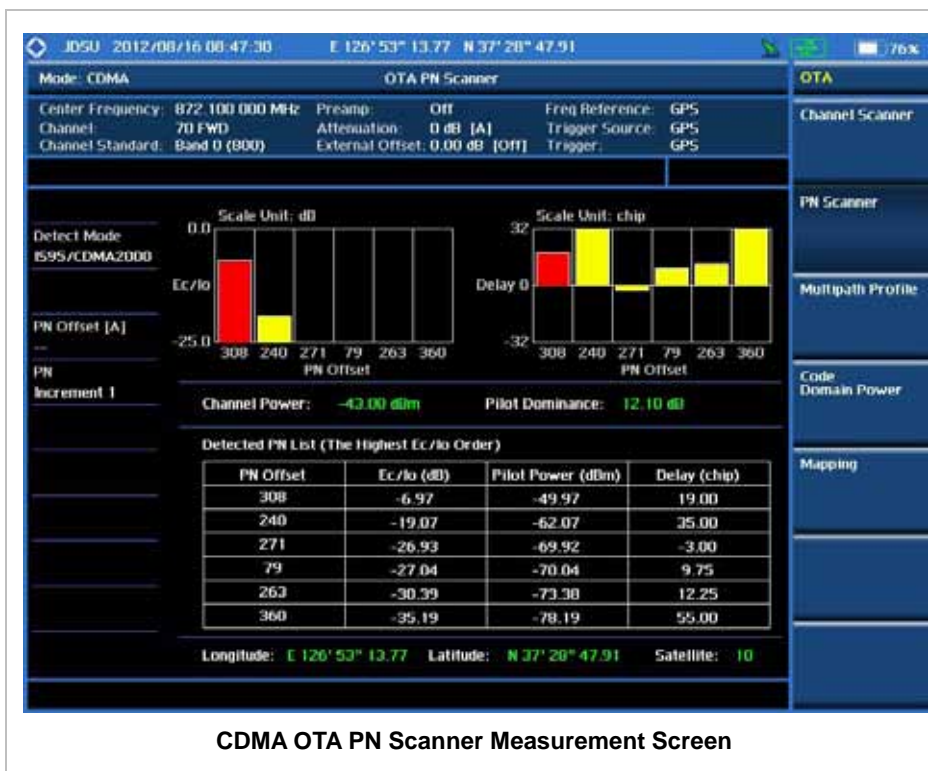 JDSU 2012/08/16 08:47:30 E 126° 53" 13.77 N 37° 28" 47.91 76%
Mode: CDMA OTA PN Scanner OTA
Center Frequency: 872.100 000 MHz Preamp: Off Freq Reference: GPS
Channel: 70 FWD Attenuation: 0 dB [A] Trigger Source: GPS
Channel Standard: Band 0 (800) External Offset: 0.00 dB [Off] Trigger: GPS
Channel Scanner
PN Scanner
Multipath Profile
Code
Domain Power
Mapping
Detect Mode
IS95/CDMA2000
PN Offset [A]
--
PN
Increment 1
Scale Unit: dB
0.0
Ec/Io
-25.0
308 240 271 79 263 360
PN Offset
Scale Unit: chip
32
Delay 0
-32
308 240 271 79 263 360
PN Offset
Channel Power: -43.00 dBm Pilot Dominance: 12.10 dB
Detected PN List (The Highest Ec/Io Order)
PN Offset Ec/Io (dB) Pilot Power (dBm) Delay (chip)
308 -6.97 -49.97 19.00
240 -19.07 -62.07 35.00
271 -26.93 -69.92 -3.00
79 -27.04 -70.04 9.75
263 -30.39 -73.38 12.25
360 -35.19 -78.19 55.00
Longitude: E 126° 53" 13.77 Latitude: N 37° 28" 47.91 Satellite: 10
CDMA OTA PN Scanner Measurement Screen